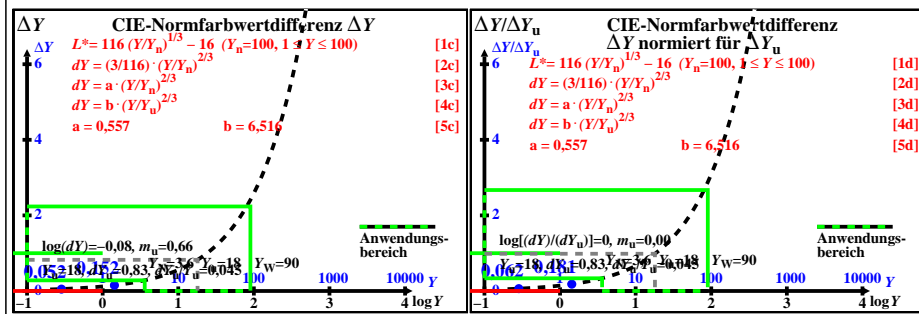 ΔY CIE-Normfarbwertdifferenz ΔY
ΔY
L*= 116 (Y/Yn)^1/3 − 16 (Yn=100, 1 ≤ Y ≤ 100) [1c]
dY = (3/116)·(Y/Yn)^2/3 [2c]
dY = a·(Y/Yn)^2/3 [3c]
dY = b·(Y/Yu)^2/3 [4c]
a = 0,557 b = 6,516 [5c]
6
4
2
0
Anwendungs-
bereich
log(dY)=−0,08, mu=0,66
YW=90
1 10 100 1000 10000 Y
−1 0 1 2 3 4 log Y
ΔY/ΔYu CIE-Normfarbwertdifferenz
ΔY normiert für ΔYu
ΔY/ΔYu
L*= 116 (Y/Yn)^1/3 − 16 (Yn=100, 1 ≤ Y ≤ 100) [1d]
dY = (3/116)·(Y/Yn)^2/3 [2d]
dY = a·(Y/Yn)^2/3 [3d]
dY = b·(Y/Yu)^2/3 [4d]
a = 0,557 b = 6,516 [5d]
6
4
2
0
Anwendungs-
bereich
log[(dY)/(dYu)]=0, mu=0,00
YW=90
1 10 100 1000 10000 Y
−1 0 1 2 3 4 log Y